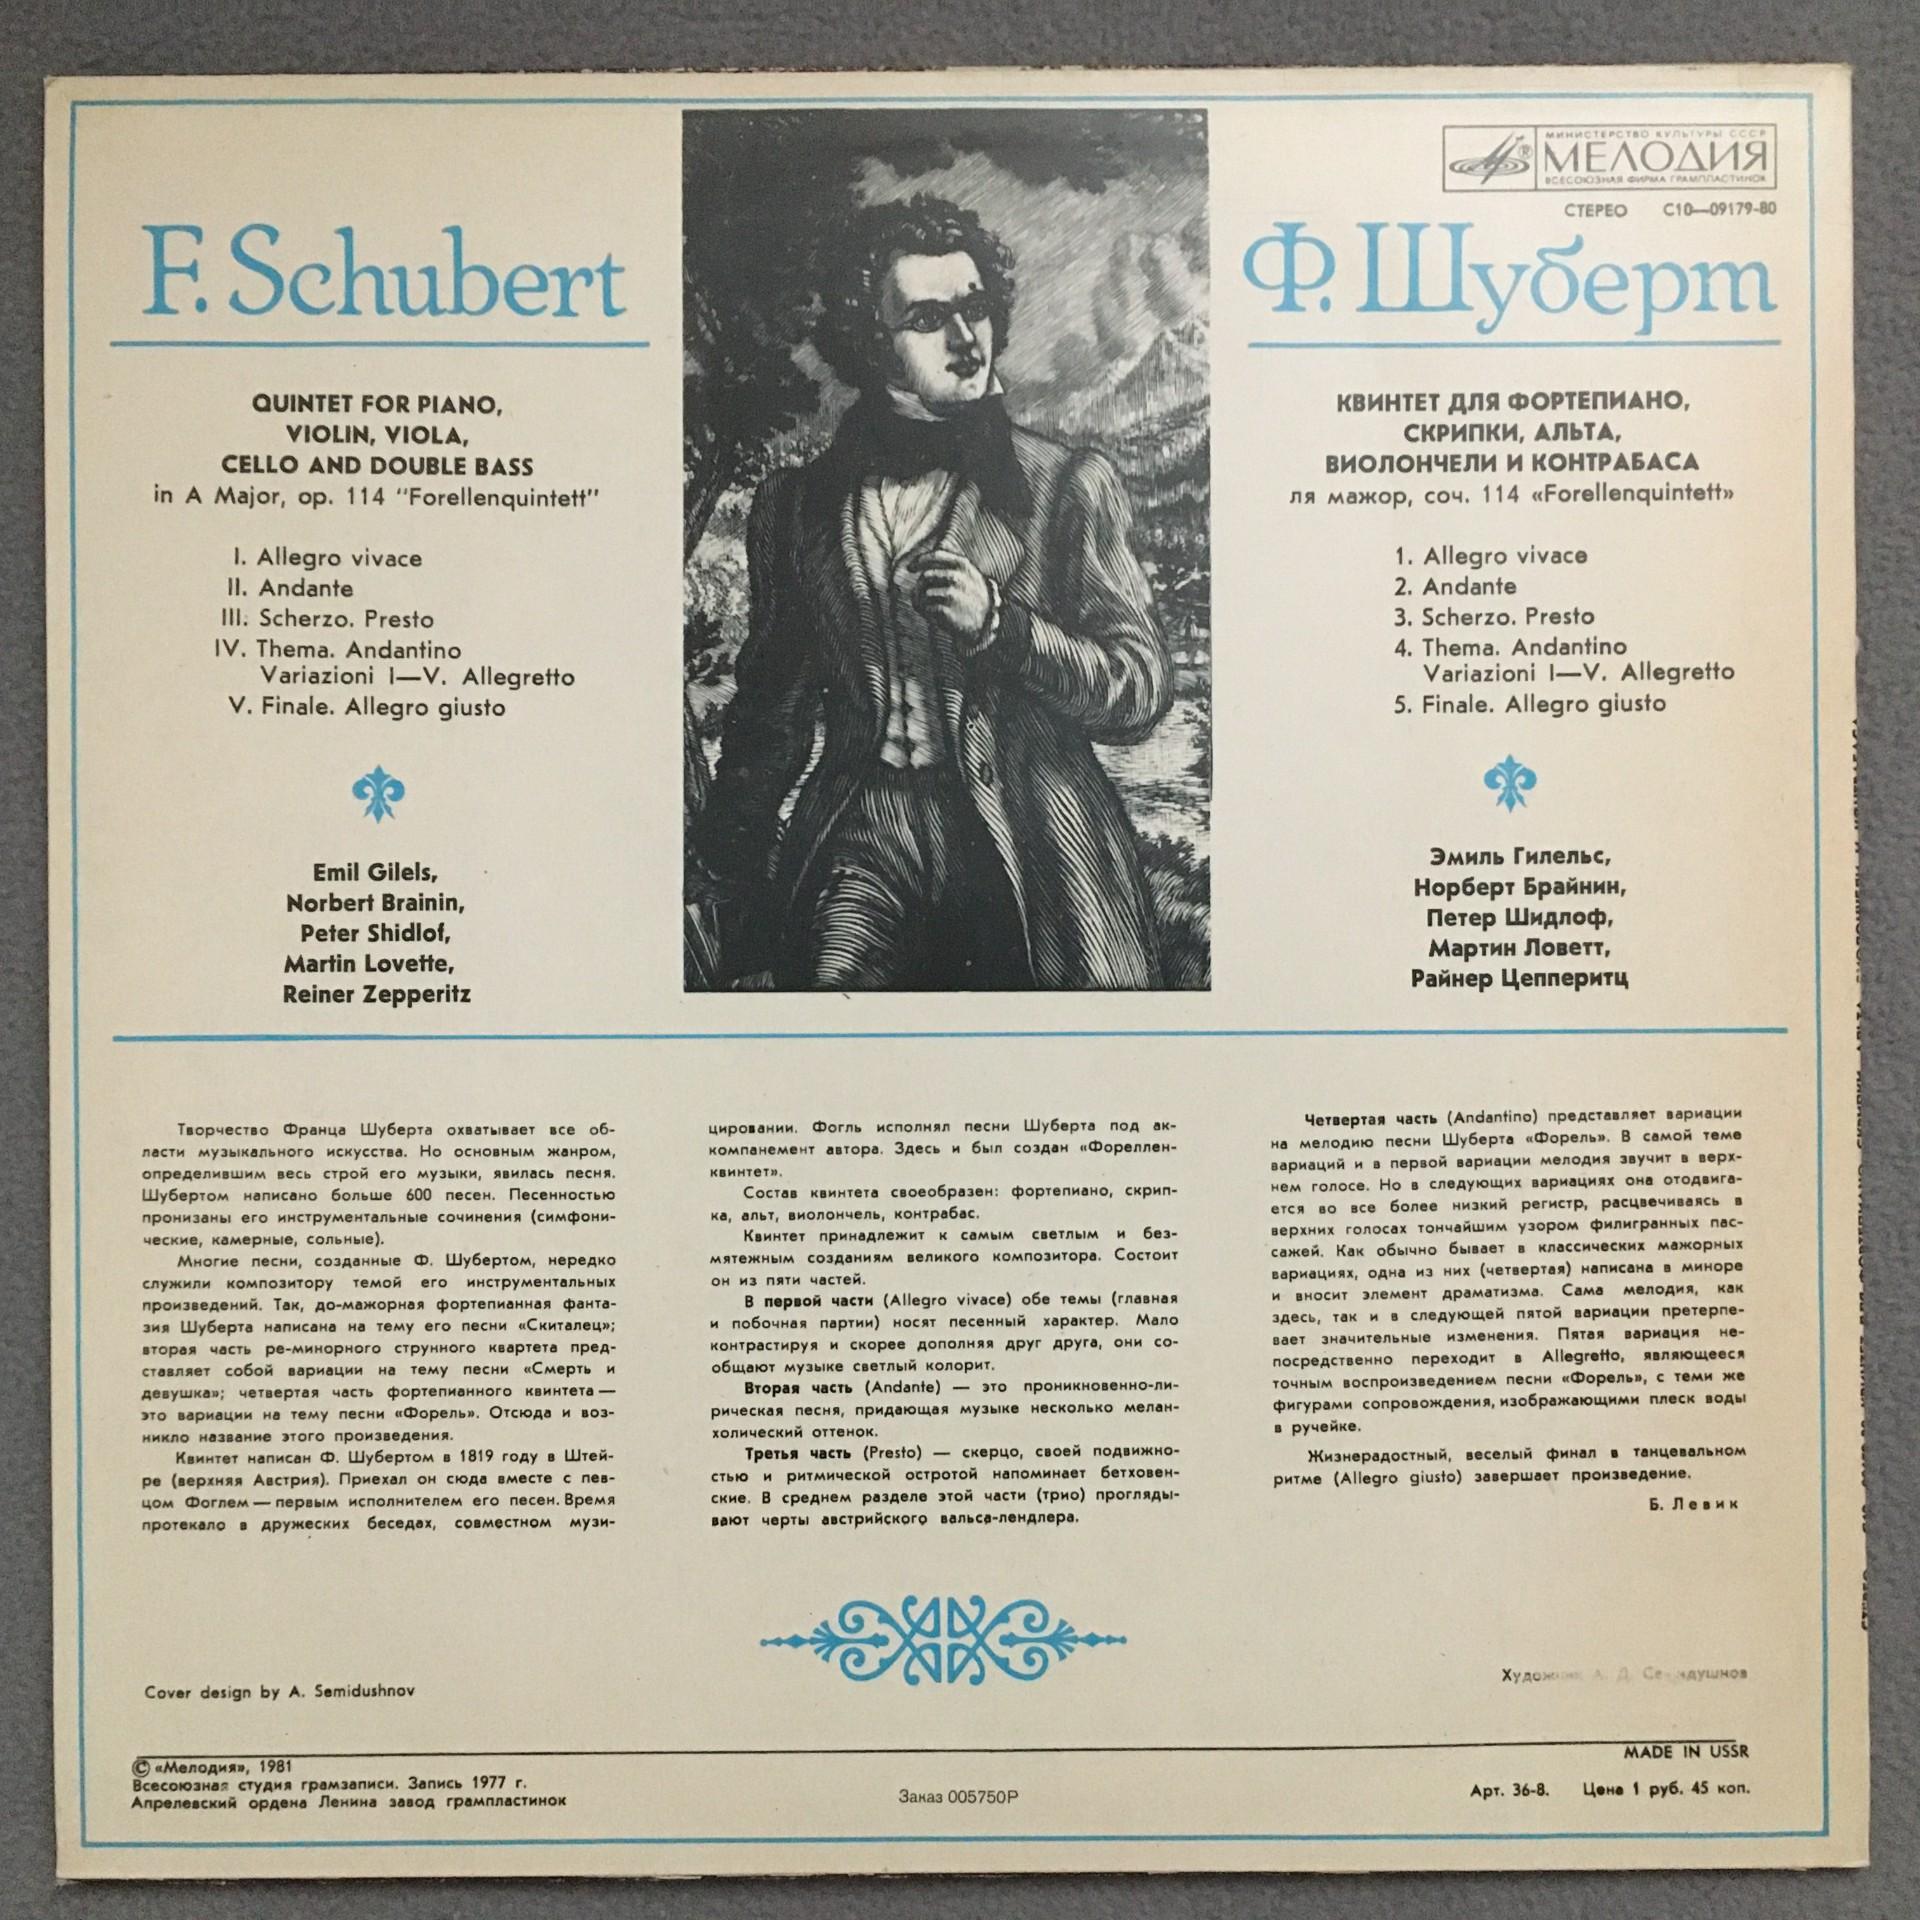 МИНИСТЕРСТВО КУЛЬТУРЫ СССР
МЕЛОДИЯ
ВСЕСОЮЗНАЯ ФИРМА ГРАМПЛАСТИНОК
СТЕРЕО С10—09179-80
F. Schubert
QUINTET FOR PIANO,
VIOLIN, VIOLA,
CELLO AND DOUBLE BASS
in A Major, op. 114 "Forellenquintett"
I. Allegro vivace
II. Andante
III. Scherzo. Presto
IV. Thema. Andantino
Variazioni I—V. Allegretto
V. Finale. Allegro giusto
Emil Gilels,
Norbert Brainin,
Peter Shidlof,
Martin Lovette,
Reiner Zepperitz
Ф. Шуберт
КВИНТЕТ ДЛЯ ФОРТЕПИАНО,
СКРИПКИ, АЛЬТА,
ВИОЛОНЧЕЛИ И КОНТРАБАСА
ля мажор, соч. 114 «Forellenquintett»
1. Allegro vivace
2. Andante
3. Scherzo. Presto
4. Thema. Andantino
Variazioni I—V. Allegretto
5. Finale. Allegro giusto
Эмиль Гилельс,
Норберт Брайнин,
Петер Шидлоф,
Мартин Ловетт,
Райнер Цепперитц
Творчество Франца Шуберта охватывает все об-
ласти музыкального искусства. Но основным жанром,
определившим весь строй его музыки, явилась песня.
Шубертом написано больше 600 песен. Песенностью
пронизаны его инструментальные сочинения (симфони-
ческие, камерные, сольные).
Многие песни, созданные Ф. Шубертом, нередко
служили композитору темой его инструментальных
произведений. Так, до-мажорная фортепианная фанта-
зия Шуберта написана на тему его песни «Скиталец»;
вторая часть ре-минорного струнного квартета пред-
ставляет собой вариации на тему песни «Смерть и
девушка»; четвертая часть фортепианного квинтета —
это вариации на тему песни «Форель». Отсюда и воз-
никло название этого произведения.
Квинтет написан Ф. Шубертом в 1819 году в Штей-
ре (верхняя Австрия). Приехал он сюда вместе с пев-
цом Фоглем — первым исполнителем его песен. Время
протекало в дружеских беседах, совместном музи-
цировании. Фогль исполнял песни Шуберта под ак-
компанемент автора. Здесь и был создан «Фореллен-
квинтет».
Состав квинтета своеобразен: фортепиано, скрип-
ка, альт, виолончель, контрабас.
Квинтет принадлежит к самым светлым и без-
мятежным созданиям великого композитора. Состоит
он из пяти частей.
В первой части (Allegro vivace) обе темы (главная
и побочная партии) носят песенный характер. Мало
контрастируя и скорее дополняя друг друга, они со-
общают музыке светлый колорит.
Вторая часть (Andante) — это проникновенно-ли-
рическая песня, придающая музыке несколько мелан-
холический оттенок.
Третья часть (Presto) — скерцо, своей подвижно-
стью и ритмической остротой напоминает бетховен-
ские. В среднем разделе этой части (трио) прогляды-
вают черты австрийского вальса-лендлера.
Четвертая часть (Andantino) представляет вариации
на мелодию песни Шуберта «Форель». В самой теме
вариаций и в первой вариации мелодия звучит в верх-
нем голосе. Но в следующих вариациях она отодвига-
ется во все более низкий регистр, расцвечиваясь в
верхних голосах тончайшим узором филигранных пас-
сажей. Как обычно бывает в классических мажорных
вариациях, одна из них (четвертая) написана в миноре
и вносит элемент драматизма. Сама мелодия, как
здесь, так и в следующей пятой вариации претерпе-
вает значительные изменения. Пятая вариация не-
посредственно переходит в Allegretto, являющееся
точным воспроизведением песни «Форель», с теми же
фигурами сопровождения, изображающими плеск воды
в ручейке.
Жизнерадостный, веселый финал в танцевальном
ритме (Allegro giusto) завершает произведение.
Б. Левик
Cover design by A. Semidushnov
© «Мелодия», 1981
Всесоюзная студия грамзаписи. Запись 1977 г.
Апрелевский ордена Ленина завод грампластинок
Заказ 005750Р
MADE IN USSR
Арт. 36-8. Цена 1 руб. 45 коп.